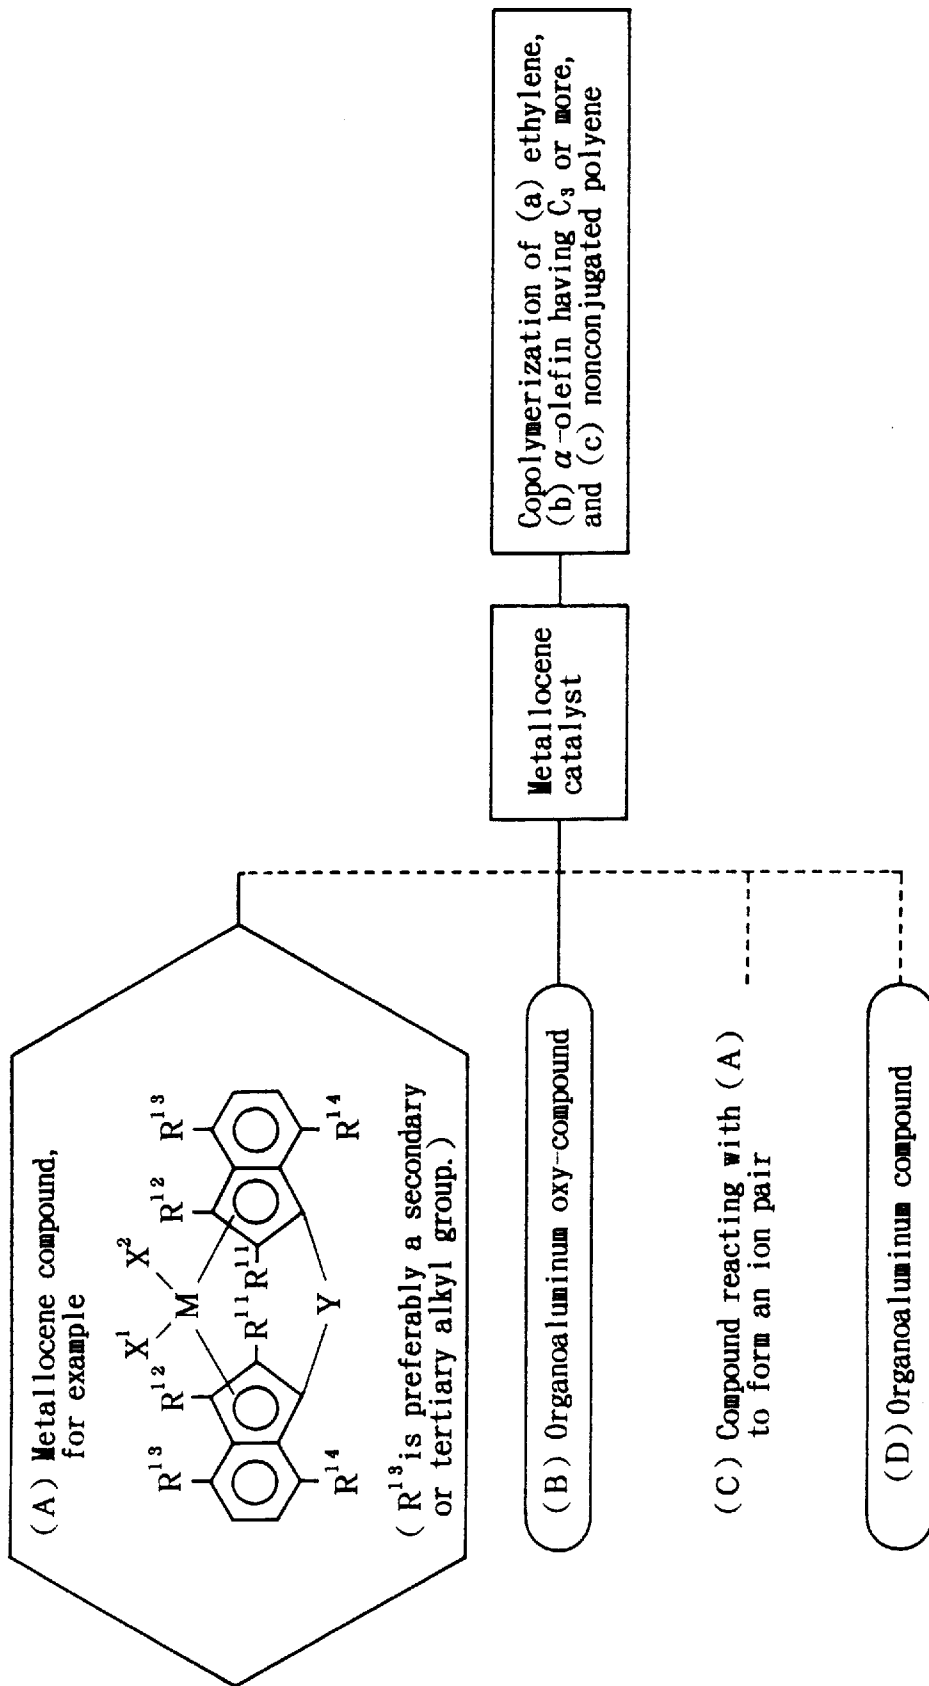 (A) Metallocene compound,
for example
X¹ X²
M
R¹³ R¹² R¹² R¹³
R¹¹ R¹¹
R¹⁴ Y R¹⁴
(R¹³ is preferably a secondary
or tertiary alkyl group.)
(B) Organoaluminum oxy-compound
(C) Compound reacting with (A)
to form an ion pair
(D) Organoaluminum compound
Metallocene
catalyst
Copolymerization of (a) ethylene,
(b) α-olefin having C₃ or more,
and (c) nonconjugated polyene